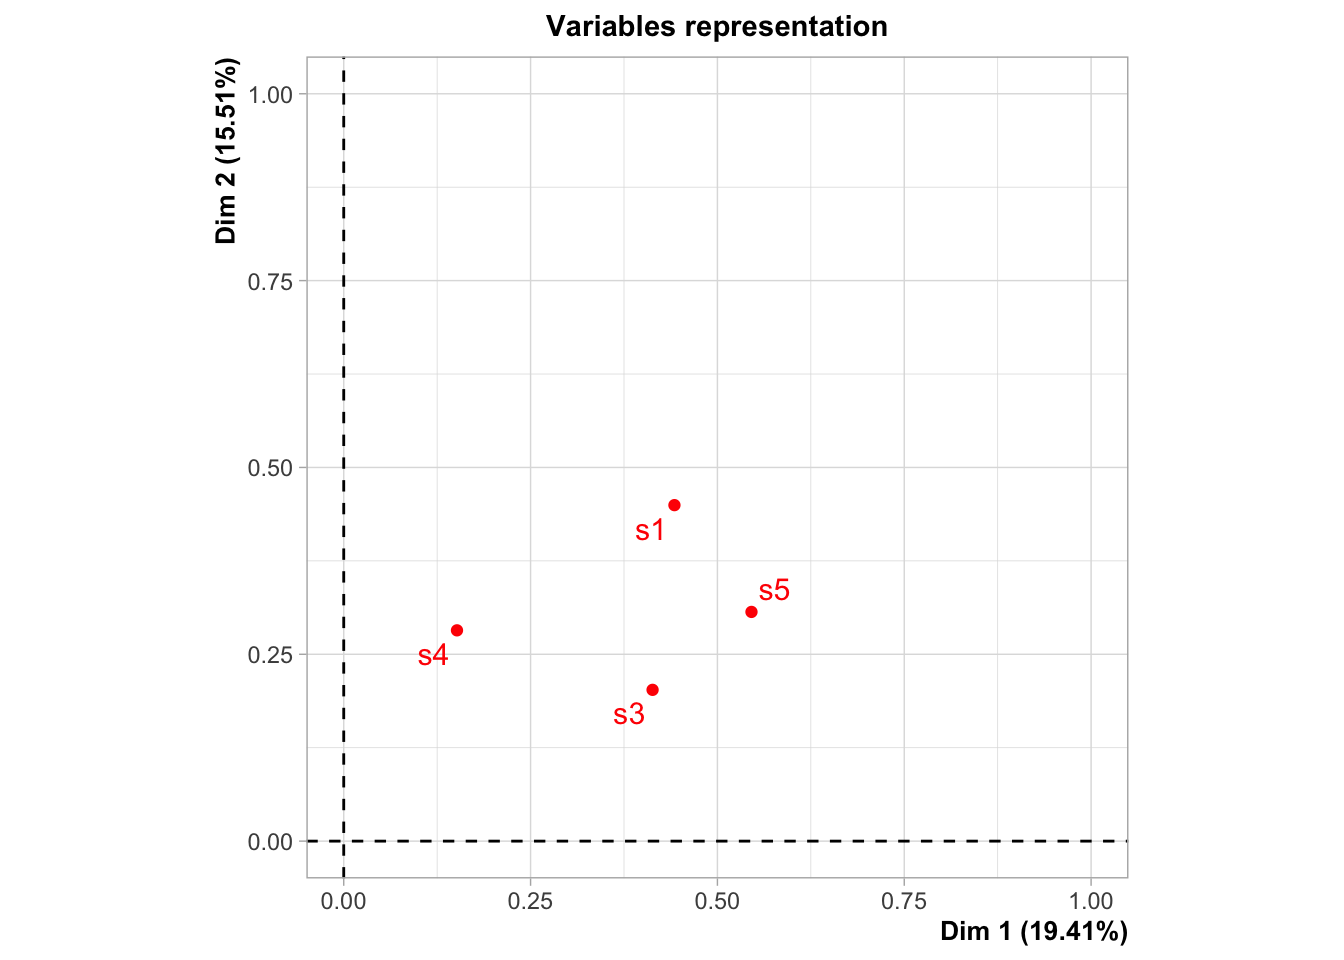 Variables representation
Dim 2 (15.51%)
1.00
0.75
0.50
0.25
0.00
s1
s5
s4
s3
0.00 0.25 0.50 0.75 1.00
Dim 1 (19.41%)